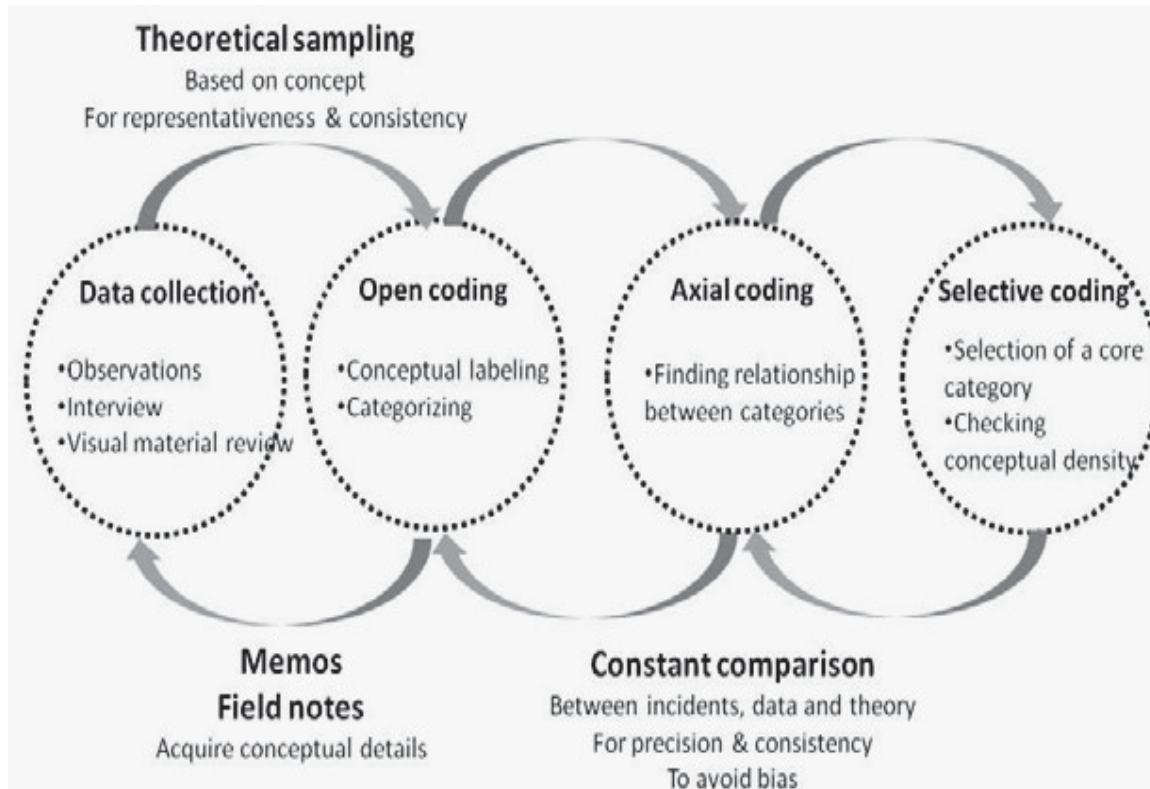 Theoretical sampling
Based on concept
For representativeness & consistency
Data collection
•Observations
•Interview
•Visual material review
Open coding
•Conceptual labeling
•Categorizing
Axial coding
•Finding relationship
between categories
Selective coding
•Selection of a core
category
•Checking
conceptual density
Memos
Field notes
Acquire conceptual details
Constant comparison
Between incidents, data and theory
For precision & consistency
To avoid bias